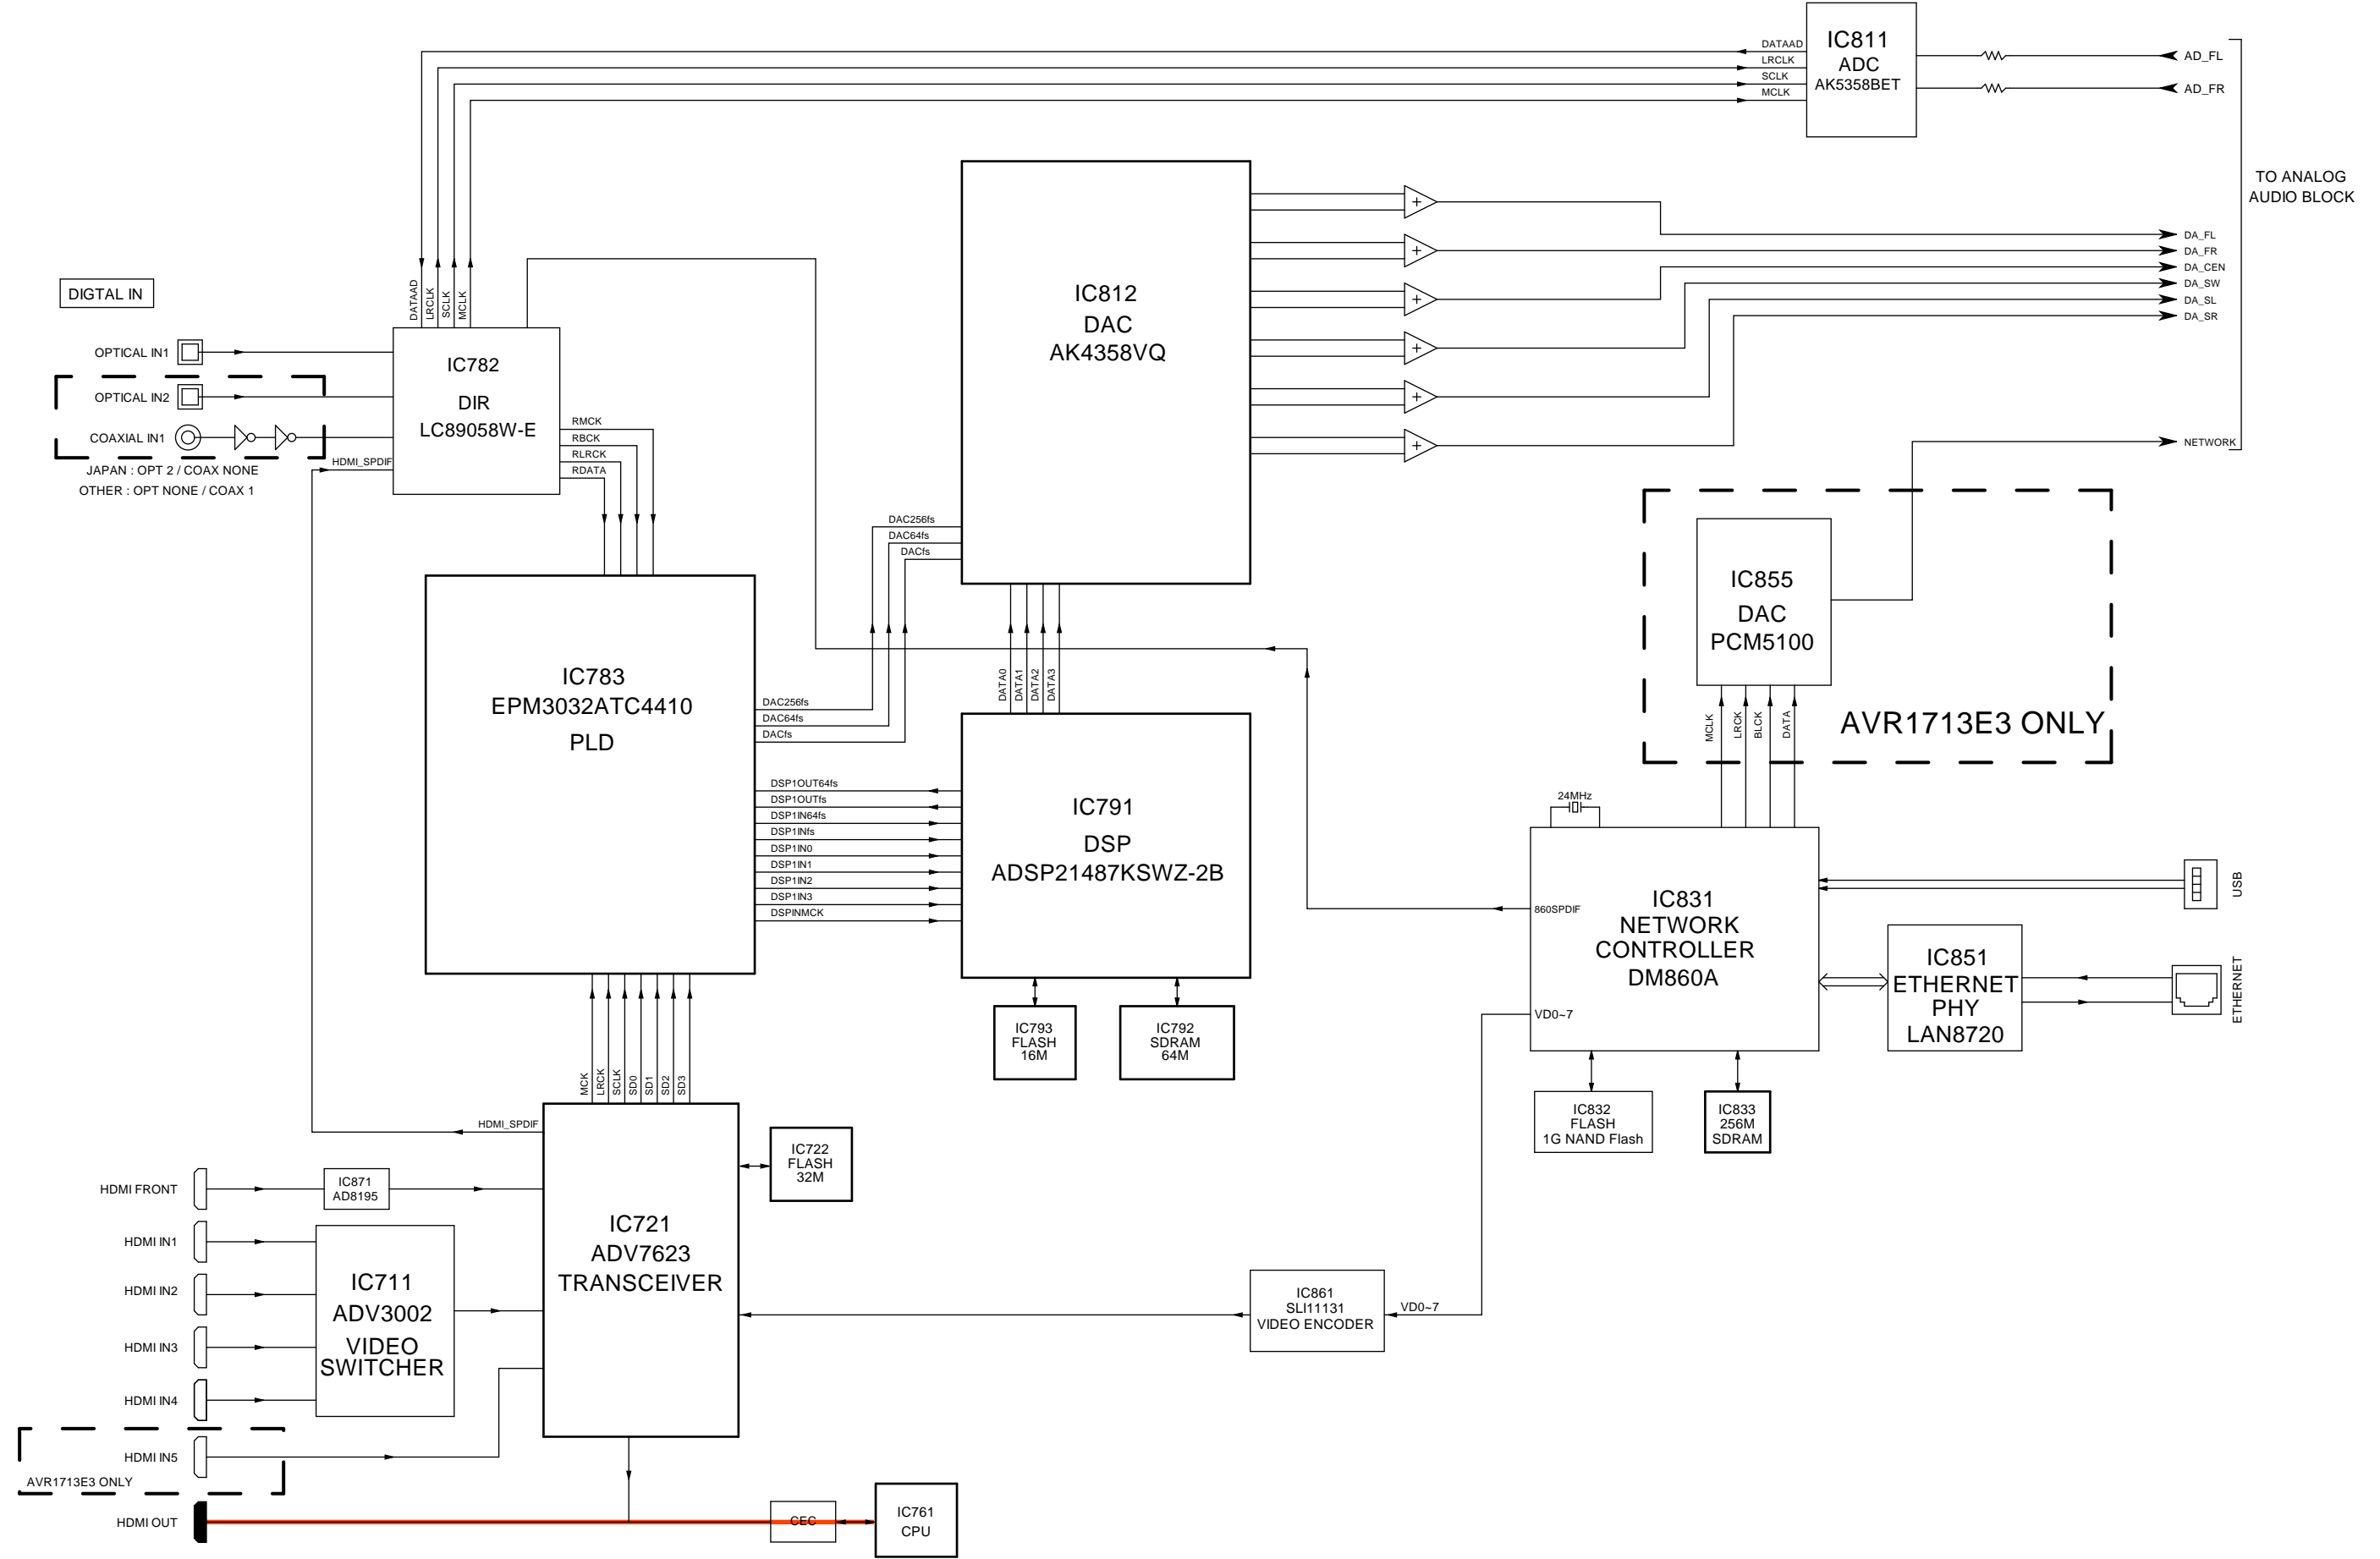 IC811
ADC
AK5358BET
DATAAD
LRCLK
SCLK
MCLK
AD_FL
AD_FR
TO ANALOG
AUDIO BLOCK
IC812
DAC
AK4358VQ
DA_FL
DA_FR
DA_CEN
DA_SW
DA_SL
DA_SR
NETWORK
DIGTAL IN
DATAAD
LRCLK
SCLK
MCLK
OPTICAL IN1
OPTICAL IN2
COAXIAL IN1
JAPAN : OPT 2 / COAX NONE
OTHER : OPT NONE / COAX 1
HDMI_SPDIF
IC782
DIR
LC89058W-E
RMCK
RBCK
RLRCK
RDATA
DAC256fs
DAC64fs
DACfs
IC855
DAC
PCM5100
AVR1713E3 ONLY
MCLK
LRCK
BLCK
DATA
IC783
EPM3032ATC4410
PLD
DAC256fs
DAC64fs
DACfs
DATA0
DATA1
DATA2
DATA3
DSP1OUT64fs
DSP1OUTfs
DSP1IN64fs
DSP1INfs
DSP1IN0
DSP1IN1
DSP1IN2
DSP1IN3
DSPINMCK
IC791
DSP
ADSP21487KSWZ-2B
IC793
FLASH
16M
IC792
SDRAM
64M
24MHz
860SPDIF
IC831
NETWORK
CONTROLLER
DM860A
VD0~7
USB
IC851
ETHERNET
PHY
LAN8720
ETHERNET
IC832
FLASH
1G NAND Flash
IC833
256M
SDRAM
MCK
LRCK
SCLK
SD0
SD1
SD2
SD3
HDMI_SPDIF
IC722
FLASH
32M
IC721
ADV7623
TRANSCEIVER
HDMI FRONT
IC871
AD8195
HDMI IN1
HDMI IN2
HDMI IN3
HDMI IN4
IC711
ADV3002
VIDEO
SWITCHER
IC861
SLI11131
VIDEO ENCODER
VD0~7
HDMI IN5
AVR1713E3 ONLY
HDMI OUT
CEC
IC761
CPU